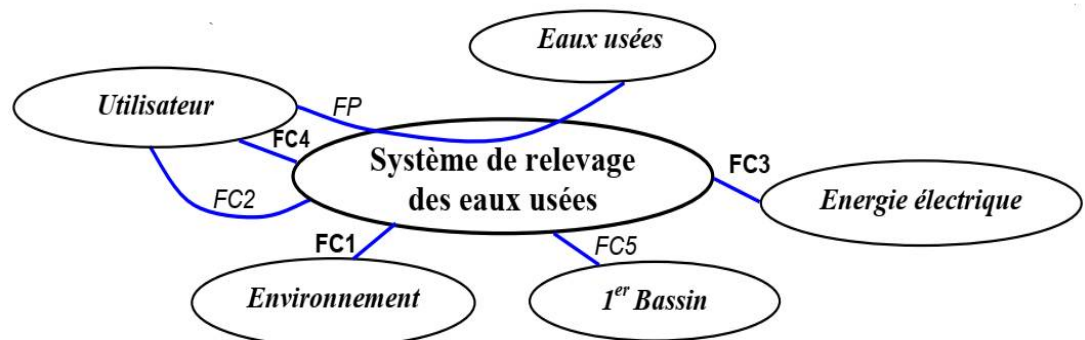 Eaux usées
Utilisateur
FP
FC4
Système de relevage
des eaux usées
FC3
Energie électrique
FC2
FC1
FC5
Environnement
1er Bassin